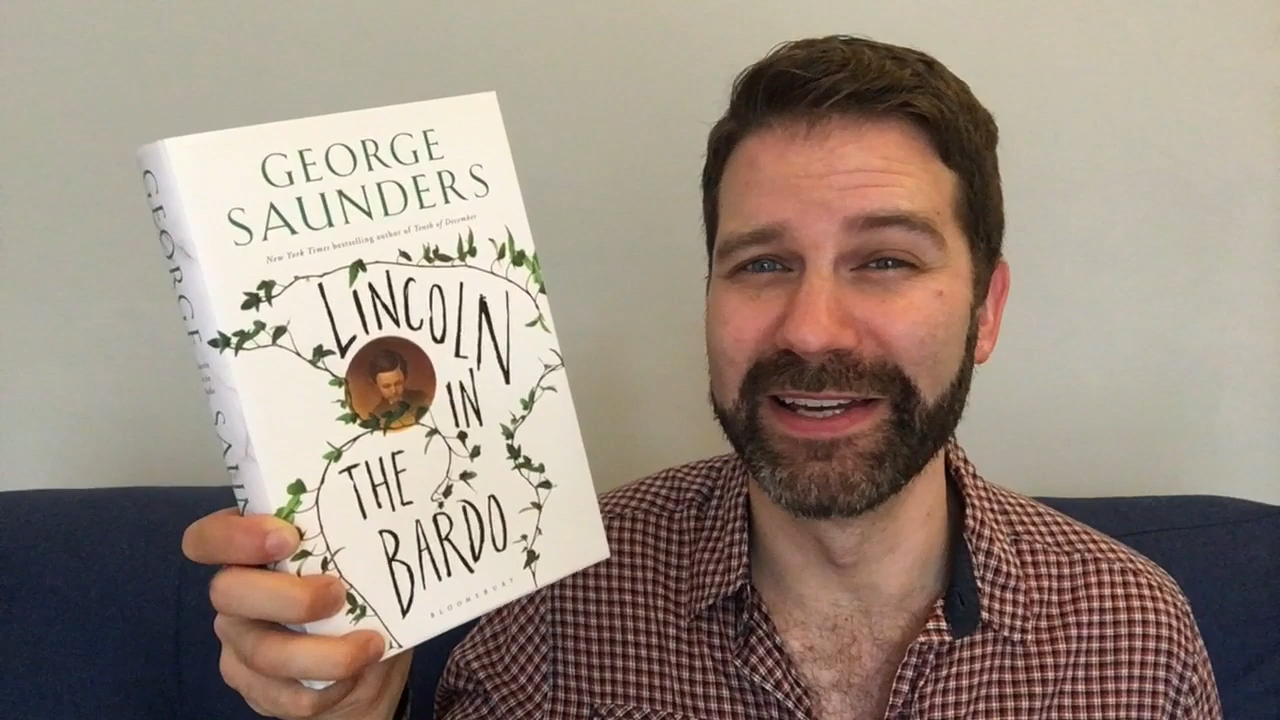 GEORGE
SAUNDERS
New York Times bestselling author of Tenth of December
LINCOLN
IN
THE
BARDO
BLOOMSBURY
GEORGE